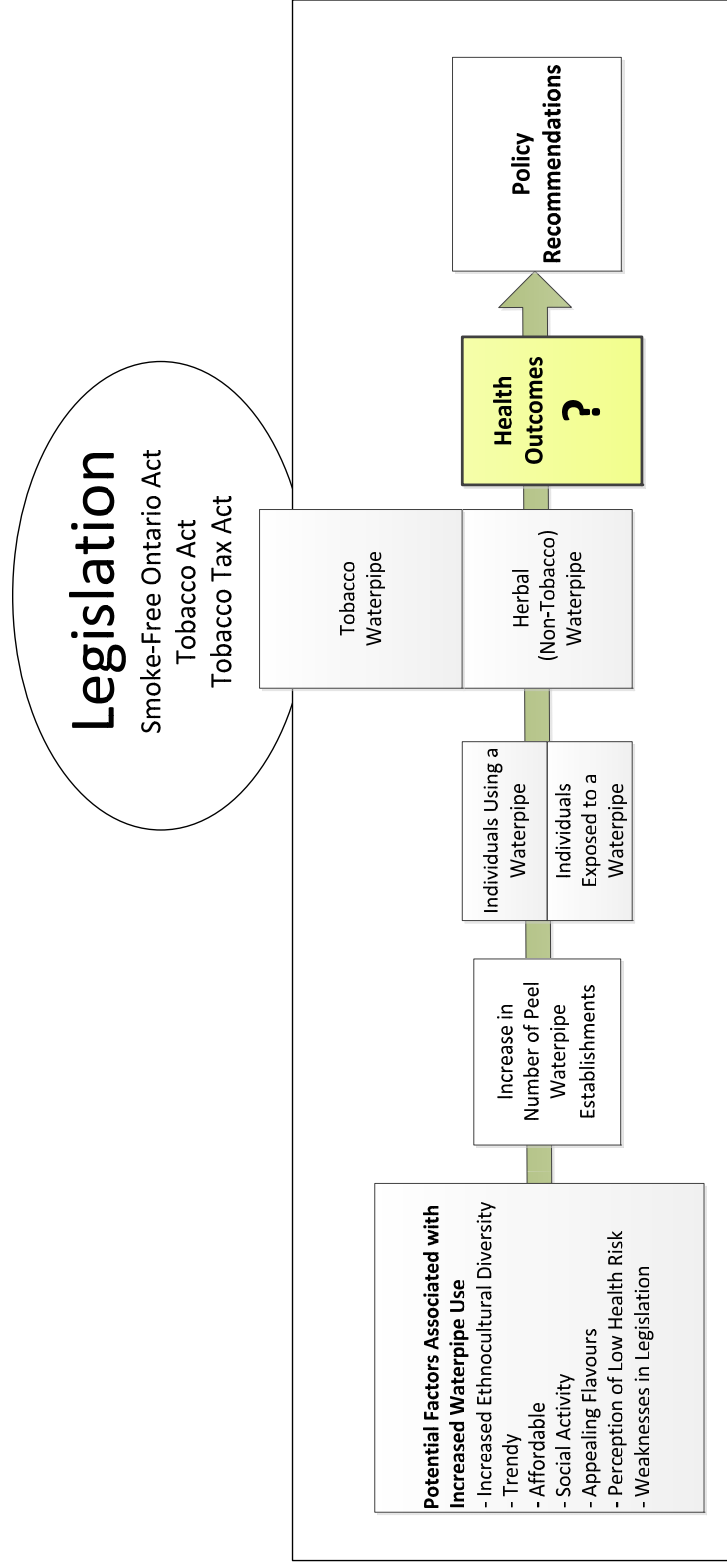 Legislation
Smoke-Free Ontario Act
Tobacco Act
Tobacco Tax Act
Potential Factors Associated with
Increased Waterpipe Use
- Increased Ethnocultural Diversity
- Trendy
- Affordable
- Social Activity
- Appealing Flavours
- Perception of Low Health Risk
- Weaknesses in Legislation
Increase in
Number of Peel
Waterpipe
Establishments
Individuals Using a
Waterpipe
Individuals
Exposed to a
Waterpipe
Tobacco
Waterpipe
Herbal
(Non-Tobacco)
Waterpipe
Health
Outcomes
?
Policy
Recommendations